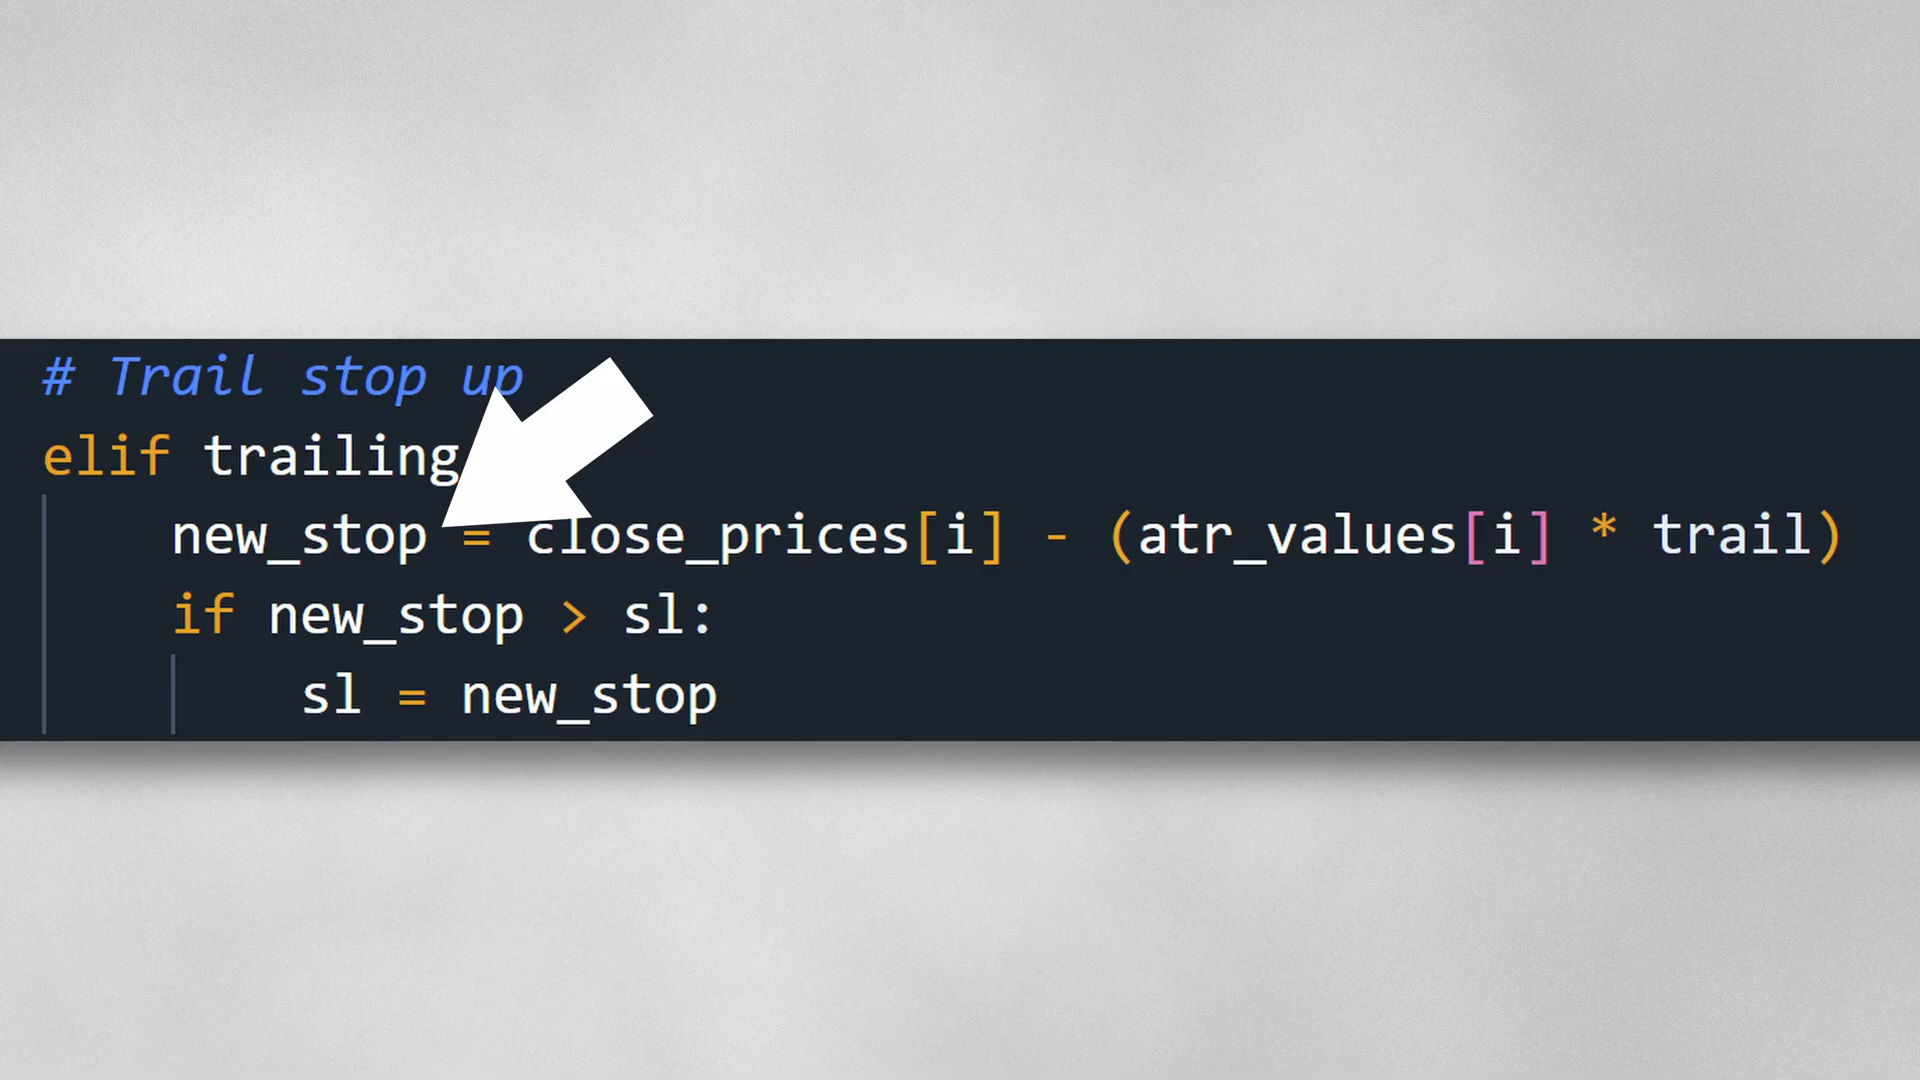 # Trail stop up
elif trailing
new_stop = close_prices[i] - (atr_values[i] * trail)
if new_stop > sl:
sl = new_stop